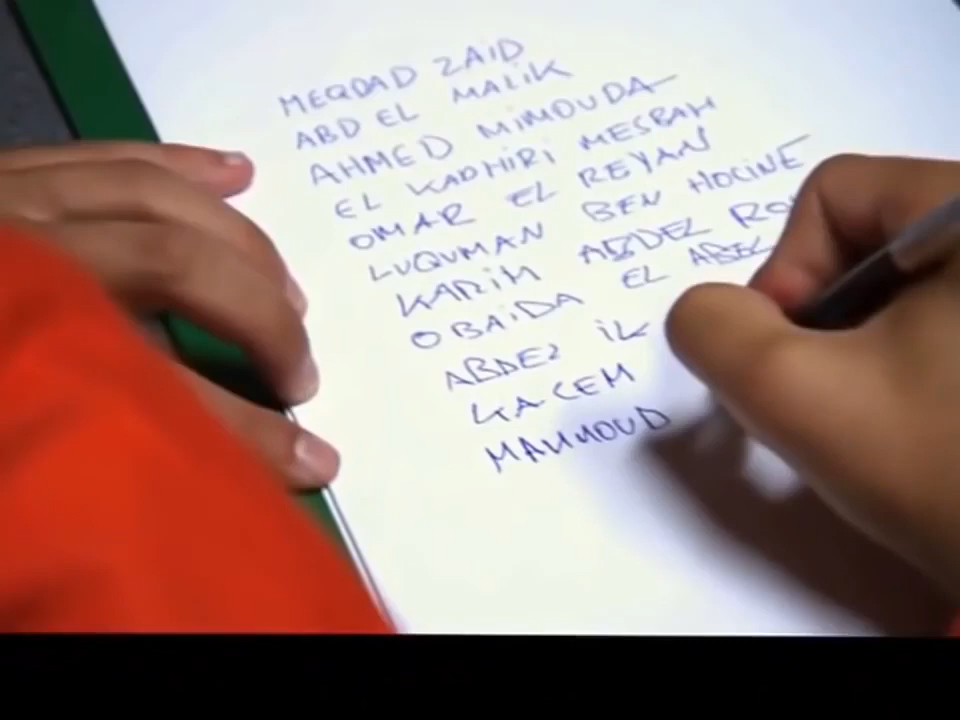 MEQDAD ZAID
ABD EL MALIK
AHMED MIMOUDA
EL KADHIRI MESBAH
OMAR EL REYAN
LUQUMAN BEN HOCINE
KARIM ABDEL
OBAIDA EL
ABDEL
KACEM
MAHMOUD